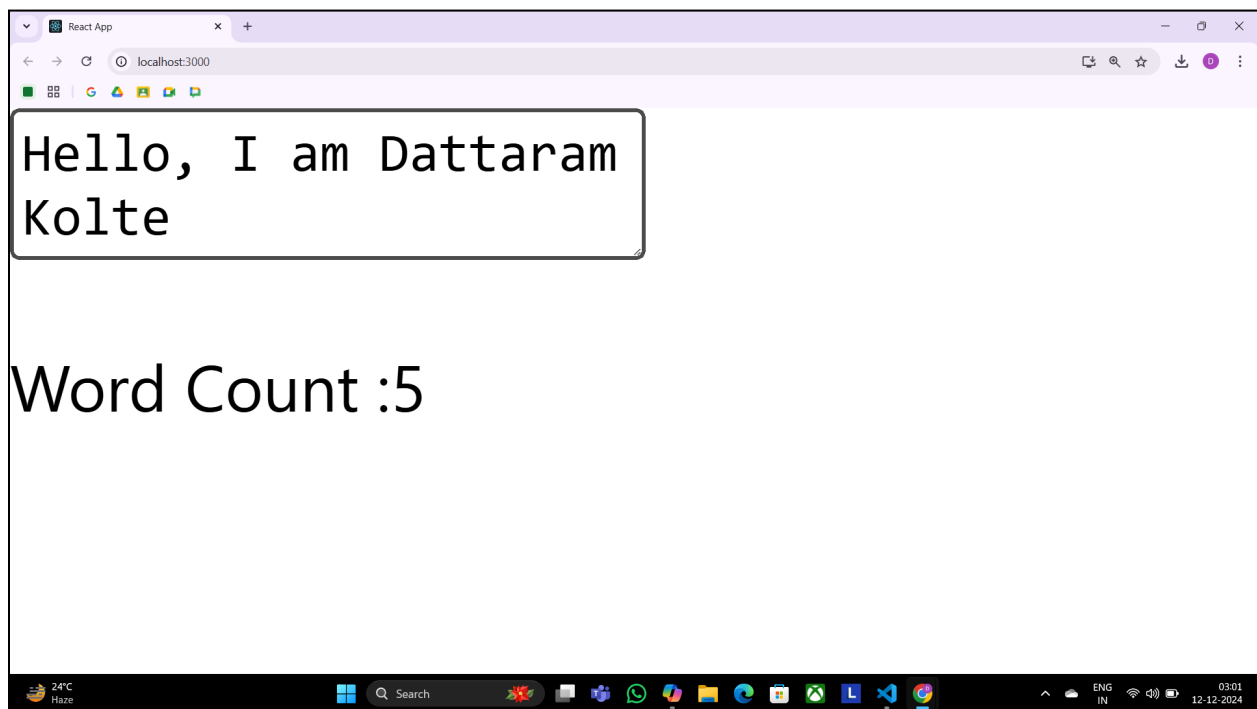 React App
localhost:3000
D
Hello, I am Dattaram
Kolte
Word Count :5
24°C
Haze
Search
L
ENG
IN
03:01
12-12-2024